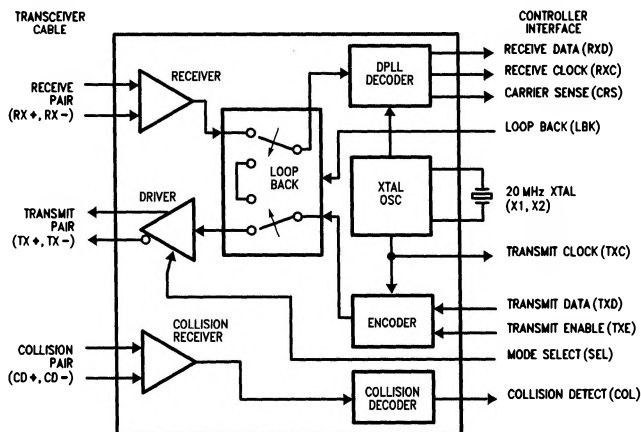 TRANSCEIVER
CABLE
CONTROLLER
INTERFACE
RECEIVER
RECEIVE
PAIR
(RX+, RX-)
DPLL
DECODER
RECEIVE DATA (RXD)
RECEIVE CLOCK (RXC)
CARRIER SENSE (CRS)
LOOP
BACK
LOOP BACK (LBK)
XTAL
OSC
20 MHz XTAL
(X1, X2)
DRIVER
TRANSMIT
PAIR
(TX+, TX-)
TRANSMIT CLOCK (TXC)
ENCODER
TRANSMIT DATA (TXD)
TRANSMIT ENABLE (TXE)
MODE SELECT (SEL)
COLLISION
RECEIVER
COLLISION
PAIR
(CD+, CD-)
COLLISION
DECODER
COLLISION DETECT (COL)